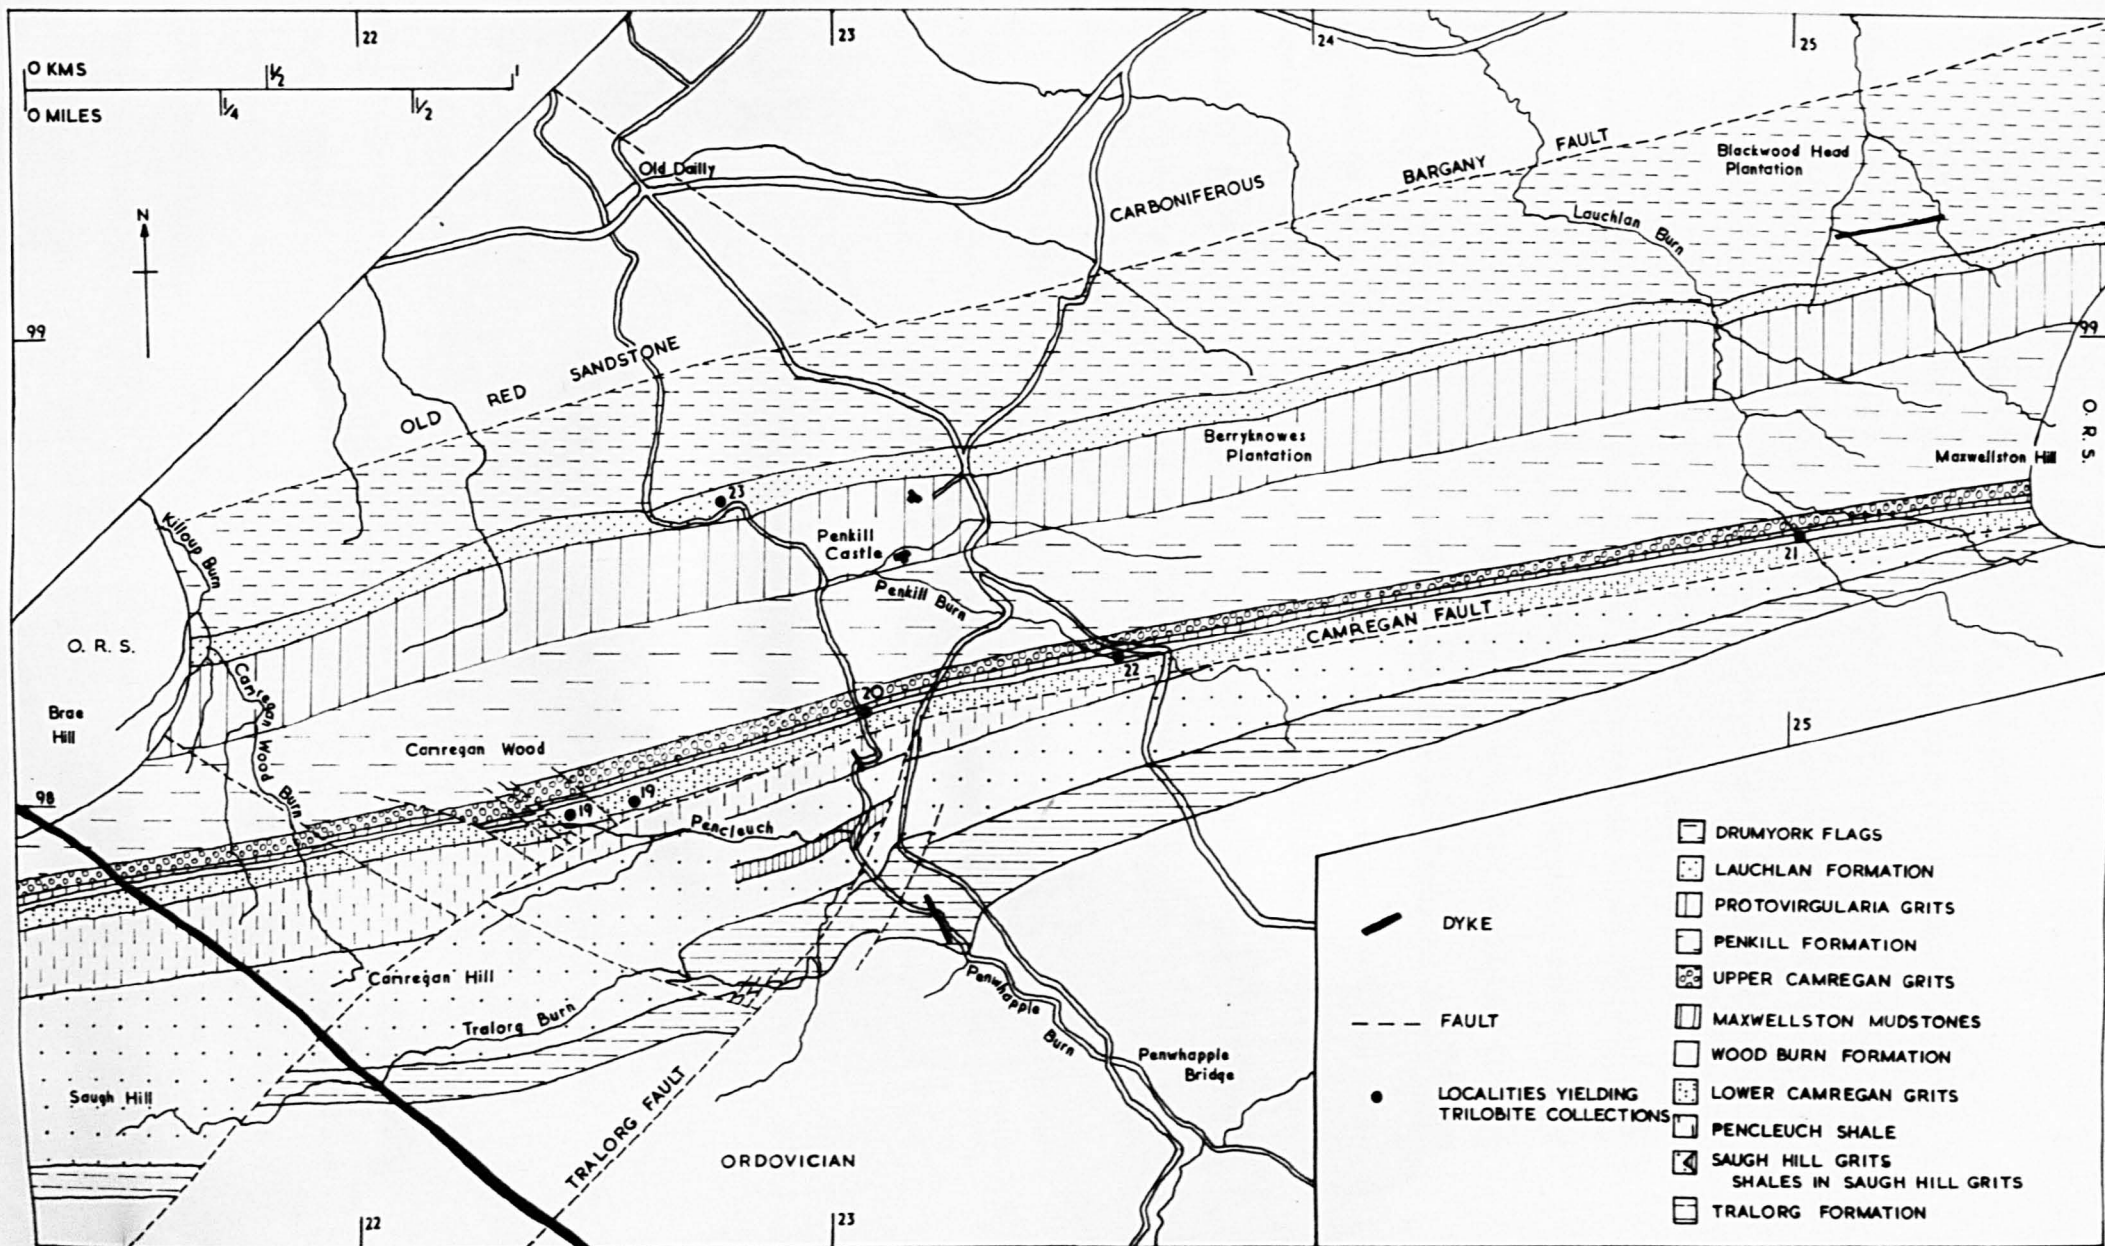 22
23
24
25
0 KMS
1/2
1
0 MILES
1/4
1/2
N
Old Dailly
CARBONIFEROUS
BARGANY FAULT
Blackwood Head
Plantation
Lauchlan Burn
99
99
OLD RED SANDSTONE
O. R. S.
Berryknowes
Plantation
Maxwellston Hill
Killoup Burn
23
Penkill
Castle
Penkill Burn
21
CAMREGAN FAULT
O. R. S.
Camregan Wood Burn
22
20
Brae
Hill
Camregan Wood
25
98
19
19
Pencleuch
Camregan Hill
Tralorg Burn
Penwhapple Burn
Penwhapple
Bridge
Saugh Hill
TRALORG FAULT
ORDOVICIAN
22
23
DYKE
FAULT
LOCALITIES YIELDING
TRILOBITE COLLECTIONS
DRUMYORK FLAGS
LAUCHLAN FORMATION
PROTOVIRGULARIA GRITS
PENKILL FORMATION
UPPER CAMREGAN GRITS
MAXWELLSTON MUDSTONES
WOOD BURN FORMATION
LOWER CAMREGAN GRITS
PENCLEUCH SHALE
SAUGH HILL GRITS
SHALES IN SAUGH HILL GRITS
TRALORG FORMATION